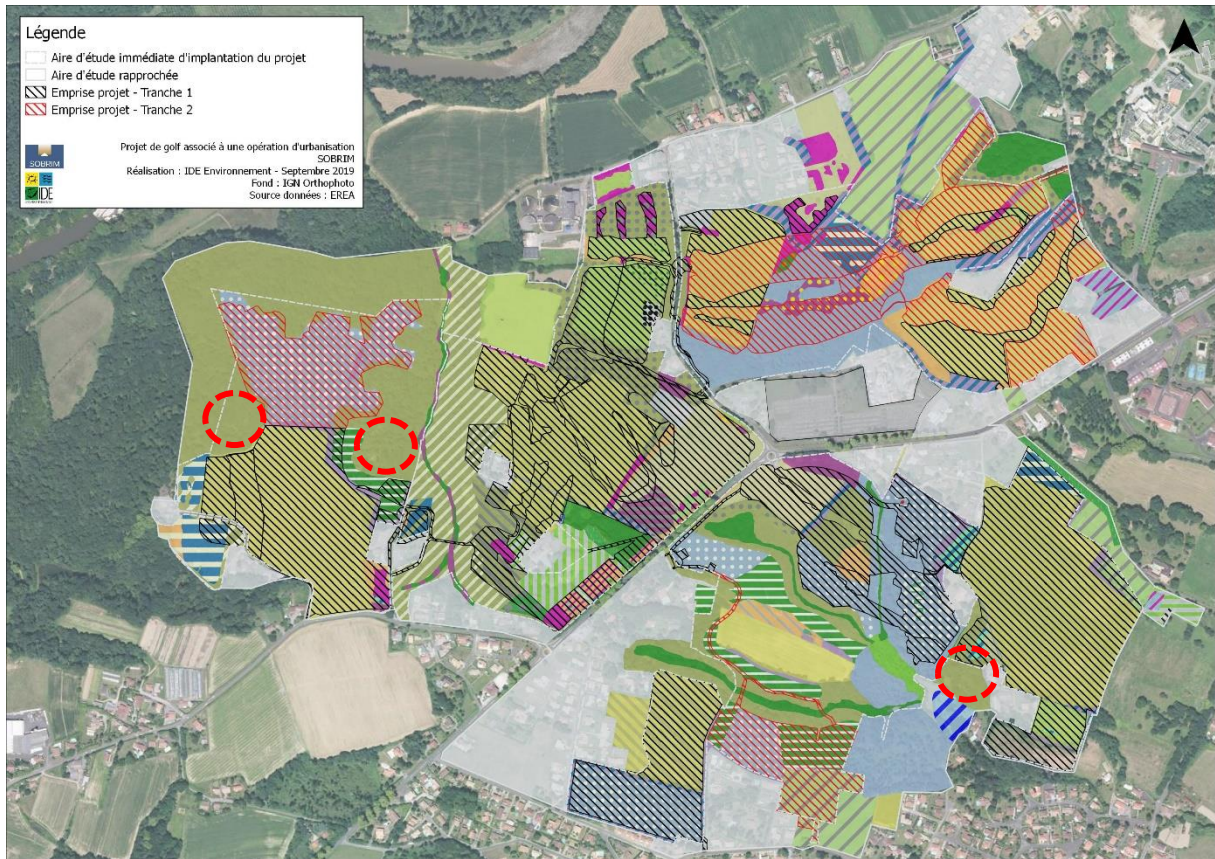 Légende
Aire d'étude immédiate d'implantation du projet
Aire d'étude rapprochée
Emprise projet - Tranche 1
Emprise projet - Tranche 2
Projet de golf associé à une opération d'urbanisation
SOBRIM
SOBRIM
Réalisation : IDE Environnement - Septembre 2019
Fond : IGN Orthophoto
IDE
Source données : EREA